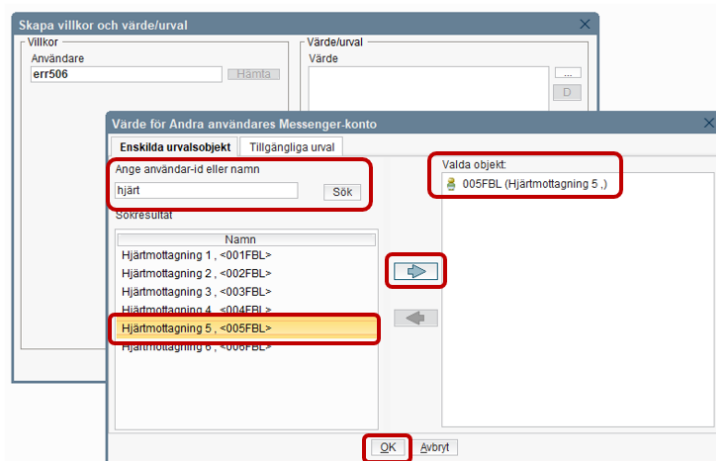 Skapa villkor och värde/urval
Villkor
Användare
err506
Hämta
Värde/urval
Värde
...
D
Värde för Andra användares Messenger-konto
Enskilda urvalsobjekt
Tillgängliga urval
Ange användar-id eller namn
hjärt
Sök
Sökresultat
Namn
Hjärtmottagning 1 , <001FBL>
Hjärtmottagning 2 , <002FBL>
Hjärtmottagning 3 , <003FBL>
Hjärtmottagning 4 , <004FBL>
Hjärtmottagning 5 , <005FBL>
Hjärtmottagning 6 , <006FBL>
Valda objekt:
005FBL (Hjärtmottagning 5 ,)
OK
Avbryt